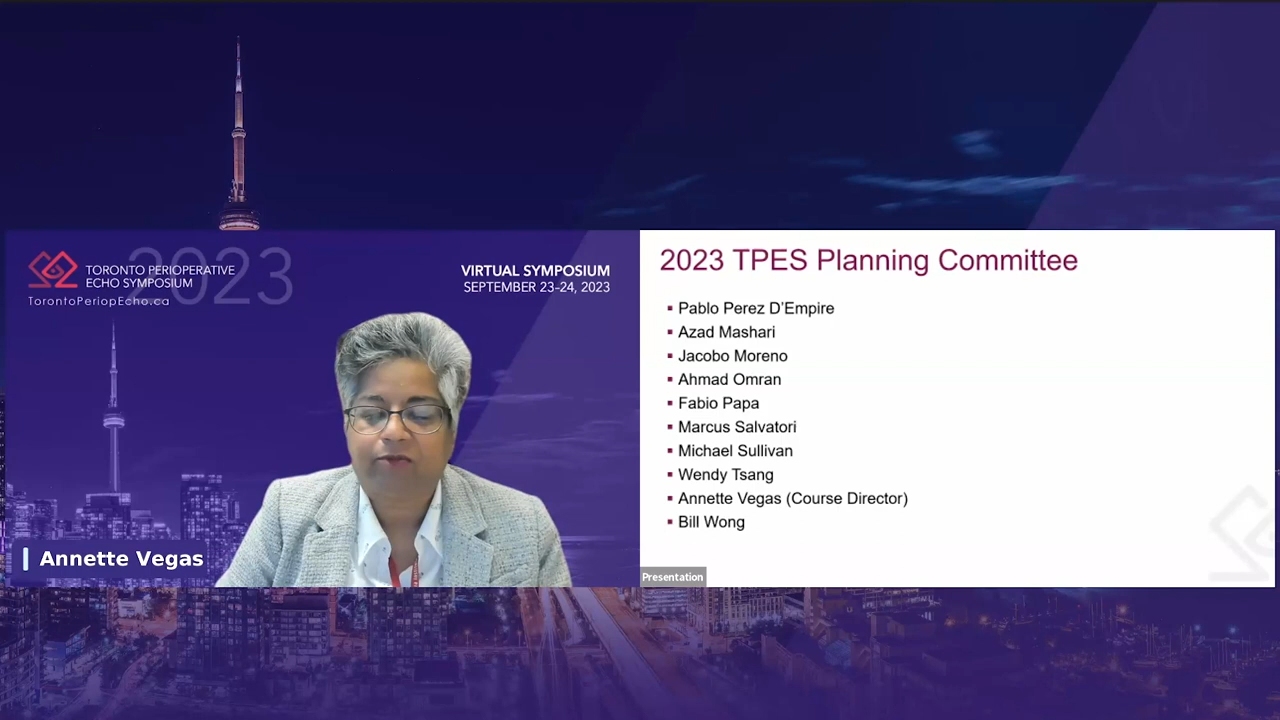 2023
TORONTO PERIOPERATIVE
ECHO SYMPOSIUM
TorontoPeriopEcho.ca
VIRTUAL SYMPOSIUM
SEPTEMBER 23-24, 2023
Annette Vegas
2023 TPES Planning Committee
Pablo Perez D'Empire
Azad Mashari
Jacobo Moreno
Ahmad Omran
Fabio Papa
Marcus Salvatori
Michael Sullivan
Wendy Tsang
Annette Vegas (Course Director)
Bill Wong
Presentation